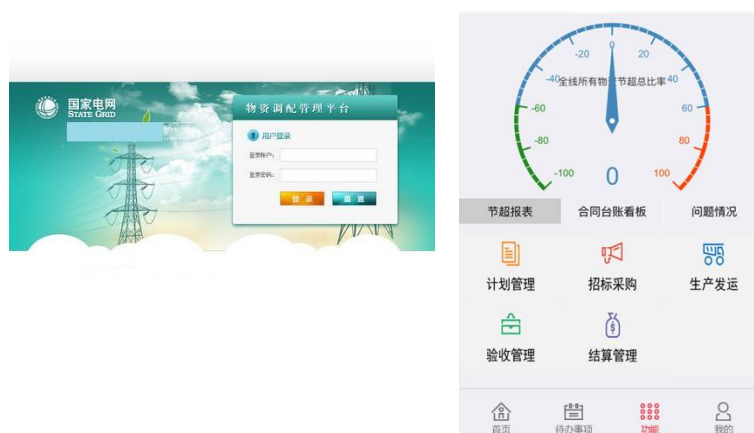 国家电网
STATE GRID
物资调配管理平台
用户登录
登录账户:
登录密码:
登 录
重 置
-20
0
20
-40
全线所有物资节超总比率
40
-60
60
-80
80
-100
0
100
节超报表
合同台账看板
问题情况
计划管理
招标采购
生产发运
验收管理
结算管理
首页
待办事项
功能
我的